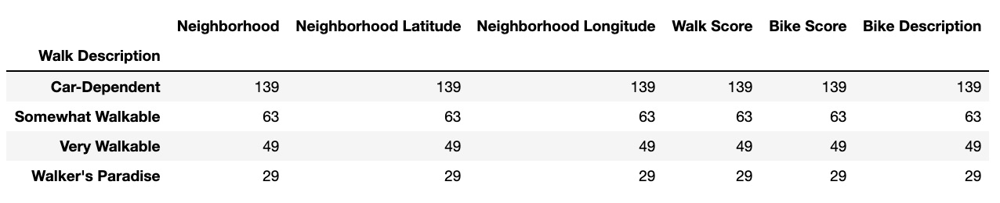 Neighborhood Neighborhood Latitude Neighborhood Longitude Walk Score Bike Score Bike Description
Walk Description
Car-Dependent 139 139 139 139 139 139
Somewhat Walkable 63 63 63 63 63 63
Very Walkable 49 49 49 49 49 49
Walker's Paradise 29 29 29 29 29 29